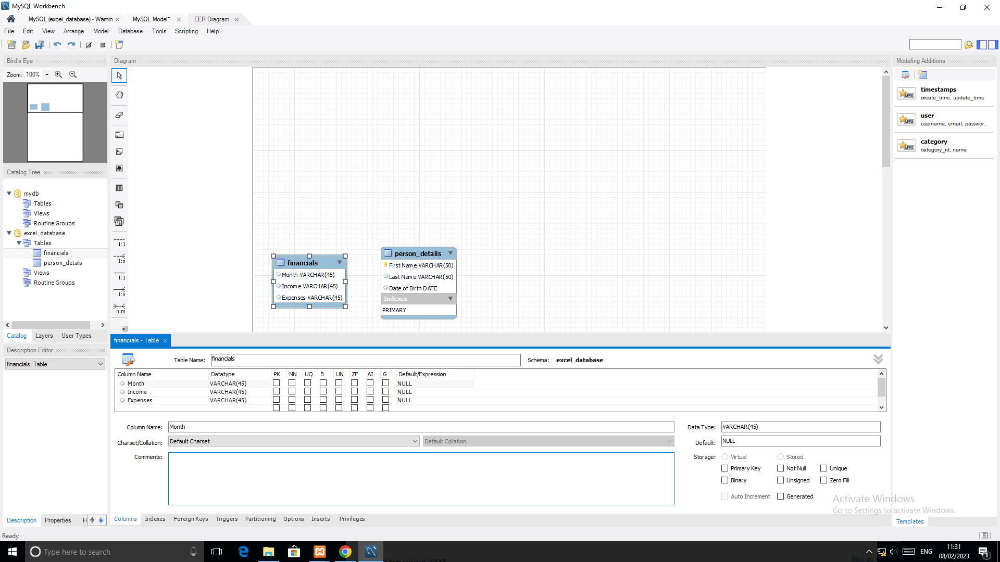 MySQL Workbench
MySQL (excel_database) - Warnin...
MySQL Model*
EER Diagram
File Edit View Arrange Model Database Tools Scripting Help
Bird's Eye
Zoom: 100%
Diagram
Modeling Additions
timestamps
create_time, update_time
user
username, email, passwor...
category
category_id, name
Catalog Tree
mydb
Tables
Views
Routine Groups
excel_database
Tables
financials
person_details
Views
Routine Groups
1:1
1:n
1:1
1:n
n:m
financials
Month VARCHAR(45)
Income VARCHAR(45)
Expenses VARCHAR(45)
person_details
First Name VARCHAR(50)
Last Name VARCHAR(50)
Date of Birth DATE
Indexes
PRIMARY
Catalog Layers User Types
Description Editor
financials: Table
financials - Table
Table Name: financials Schema: excel_database
Column Name Datatype PK NN UQ B UN ZF AI G Default/Expression
Month VARCHAR(45) NULL
Income VARCHAR(45) NULL
Expenses VARCHAR(45) NULL
Column Name: Month Data Type: VARCHAR(45)
Charset/Collation: Default Charset Default Collation Default: NULL
Comments: Storage: Virtual Stored
Primary Key Not Null Unique
Binary Unsigned Zero Fill
Auto Increment Generated
Activate Windows
Go to Settings to activate Windows.
Columns Indexes Foreign Keys Triggers Partitioning Options Inserts Privileges
Description Properties H
Templates
Ready
Type here to search
ENG
11:31
08/02/2023
1